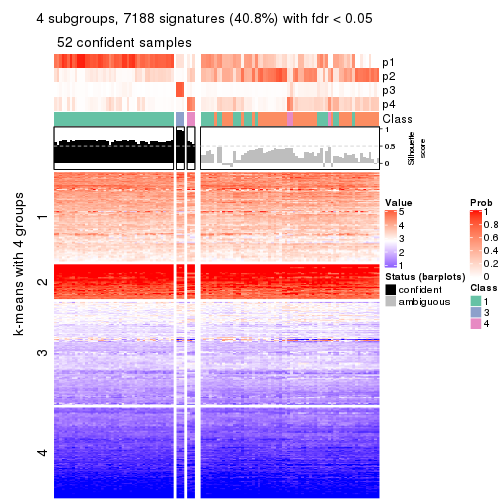 4 subgroups, 7188 signatures (40.8%) with fdr < 0.05
52 confident samples
p1
p2
p3
p4
Class
1
0.5
0
Silhouette
score
k-means with 4 groups
1
2
3
4
Value
5
4
3
2
1
Status (barplots)
confident
ambiguous
Prob
1
0.8
0.6
0.4
0.2
0
Class
1
3
4